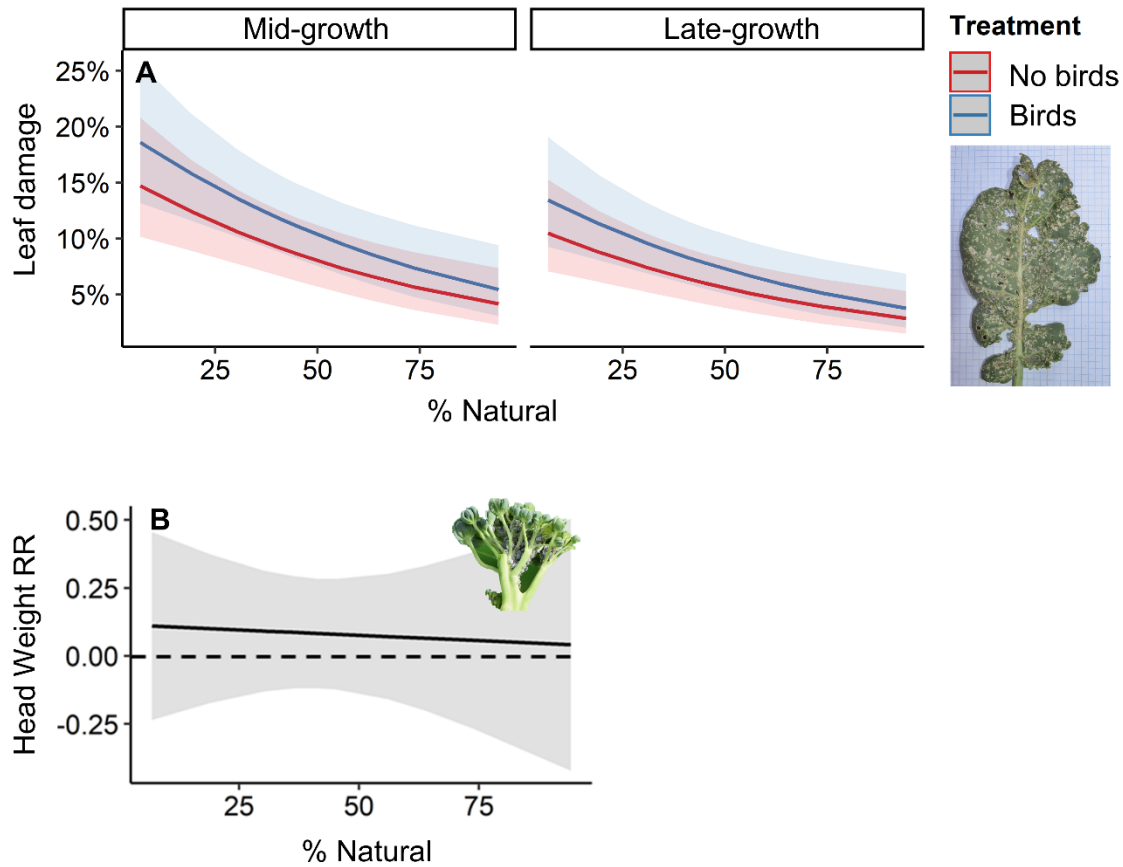 Mid-growth
Late-growth
Treatment
No birds
Birds
A
Leaf damage
25%
20%
15%
10%
5%
25
50
75
25
50
75
% Natural
B
Head Weight RR
0.50
0.25
0.00
-0.25
25
50
75
% Natural